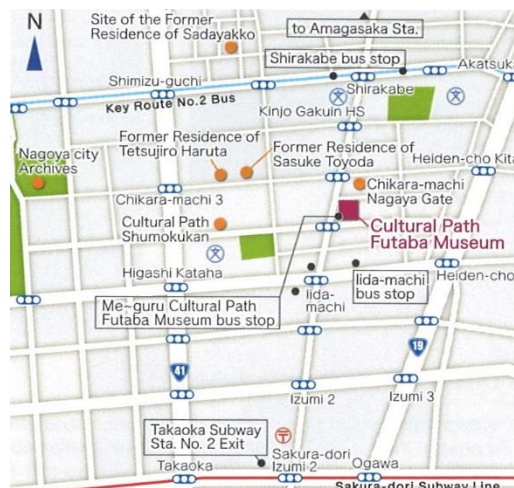 N
Site of the Former
Residence of Sadayakko
to Amagasaka Sta.
Shirakabe bus stop
Shimizu-guchi
Shirakabe
Akatsuka
Key Route No.2 Bus
文
文
Kinjo Gakuin HS
Nagoya city
Archives
Former Residence of
Tetsujiro Haruta
Former Residence of
Sasuke Toyoda
Heiden-cho Kita
Chikara-machi
Nagaya Gate
Chikara-machi 3
Cultural Path
Shumokukan
Cultural Path
Futaba Museum
文
Higashi Kataha
Iida-machi
bus stop
Heiden-cho
Me~guru Cultural Path
Futaba Museum bus stop
Iida-
machi
41
19
Izumi 2
Izumi 3
Takaoka Subway
Sta. No. 2 Exit
〒
Takaoka
Sakura-dori
Izumi 2
Ogawa
Sakura-dori Subway Line